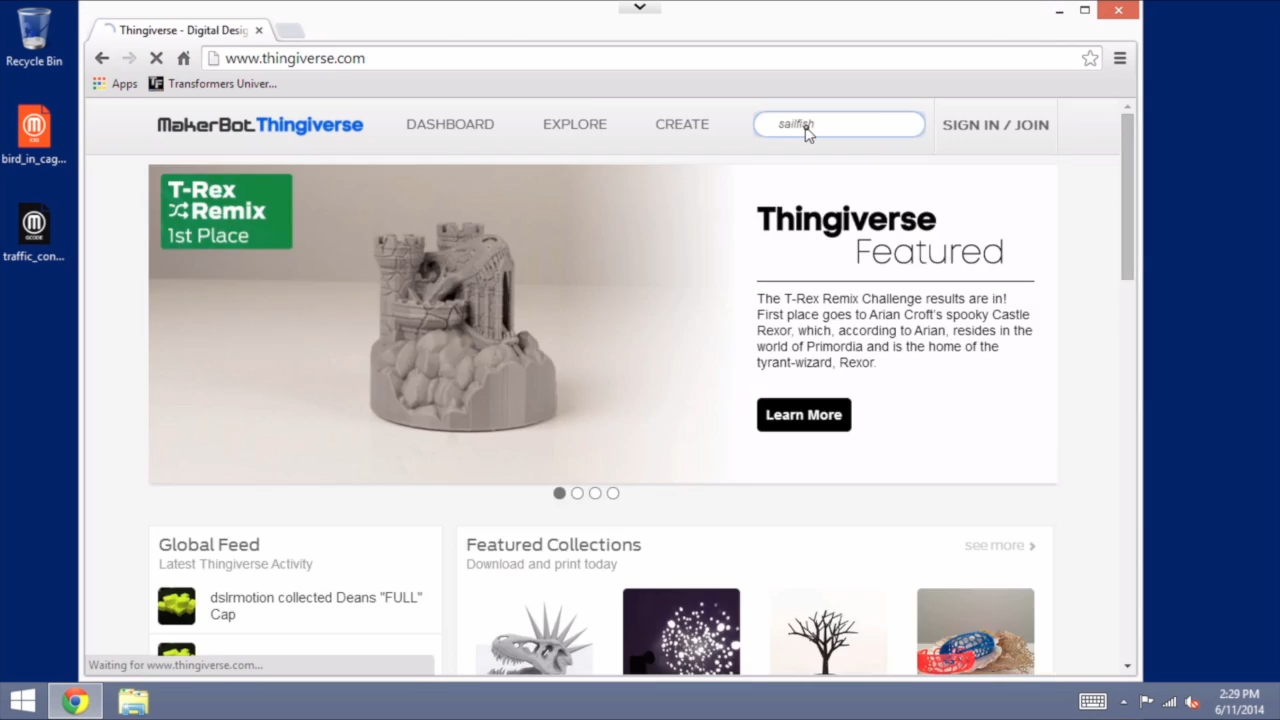 Recycle Bin
bird_in_cag...
traffic_con...
Thingiverse - Digital Desig
www.thingiverse.com
Apps
Transformers Univer...
MakerBot Thingiverse
DASHBOARD
EXPLORE
CREATE
sailfish
SIGN IN / JOIN
T-Rex
Remix
1st Place
Thingiverse
Featured
The T-Rex Remix Challenge results are in!
First place goes to Arian Croft's spooky Castle
Rexor, which, according to Arian, resides in the
world of Primordia and is the home of the
tyrant-wizard, Rexor.
Learn More
Global Feed
Latest Thingiverse Activity
dslrmotion collected Deans "FULL"
Cap
Featured Collections
Download and print today
see more
Waiting for www.thingiverse.com...
2:29 PM
6/11/2014